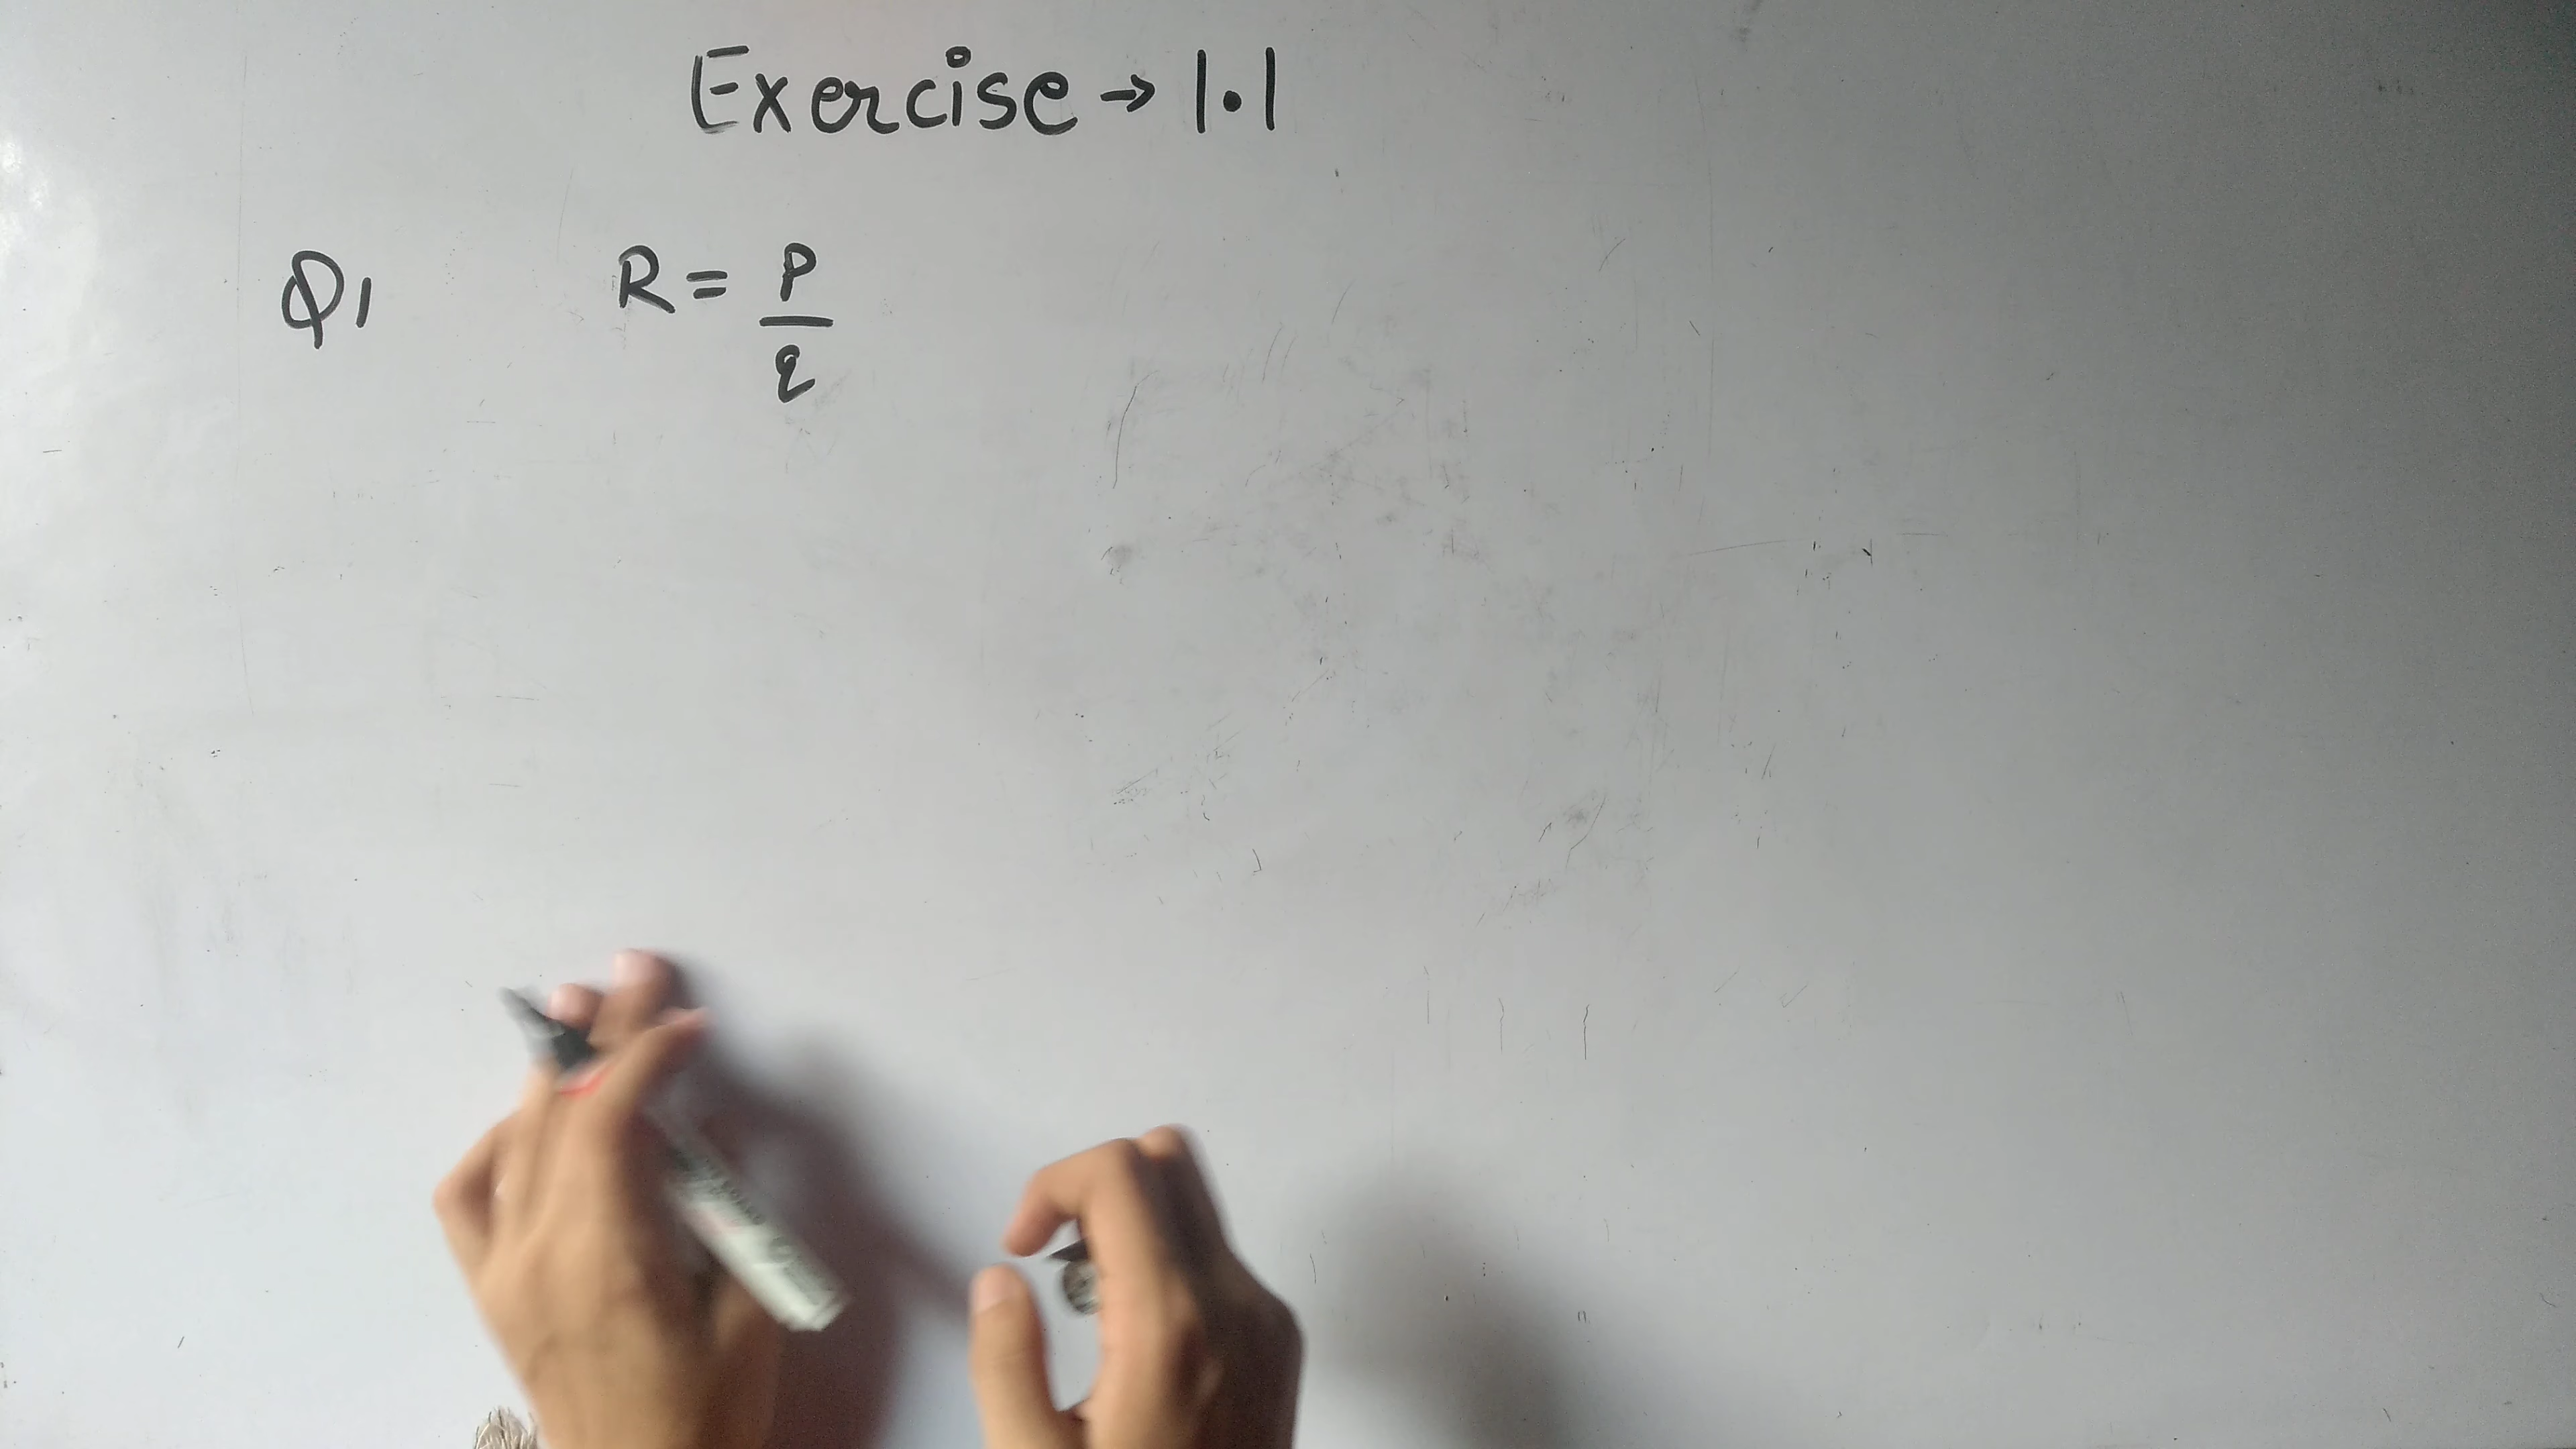 Exercise → 1.1
Q1 R = p/q